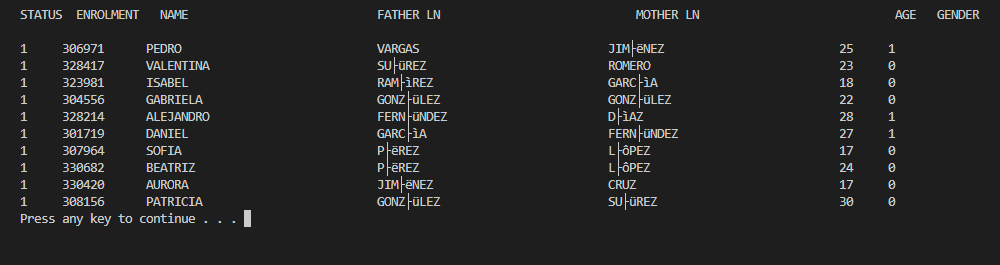 STATUS ENROLMENT NAME FATHER LN MOTHER LN AGE GENDER
1 306971 PEDRO VARGAS JIM├ëNEZ 25 1
1 328417 VALENTINA SU├üREZ ROMERO 23 0
1 323981 ISABEL RAM├ìREZ GARC├ìA 18 0
1 304556 GABRIELA GONZ├üLEZ GONZ├üLEZ 22 0
1 328214 ALEJANDRO FERN├üNDEZ D├ìAZ 28 1
1 301719 DANIEL GARC├ìA FERN├üNDEZ 27 1
1 307964 SOFIA P├ëREZ L├ôPEZ 17 0
1 330682 BEATRIZ P├ëREZ L├ôPEZ 24 0
1 330420 AURORA JIM├ëNEZ CRUZ 17 0
1 308156 PATRICIA GONZ├üLEZ SU├üREZ 30 0
Press any key to continue . . .